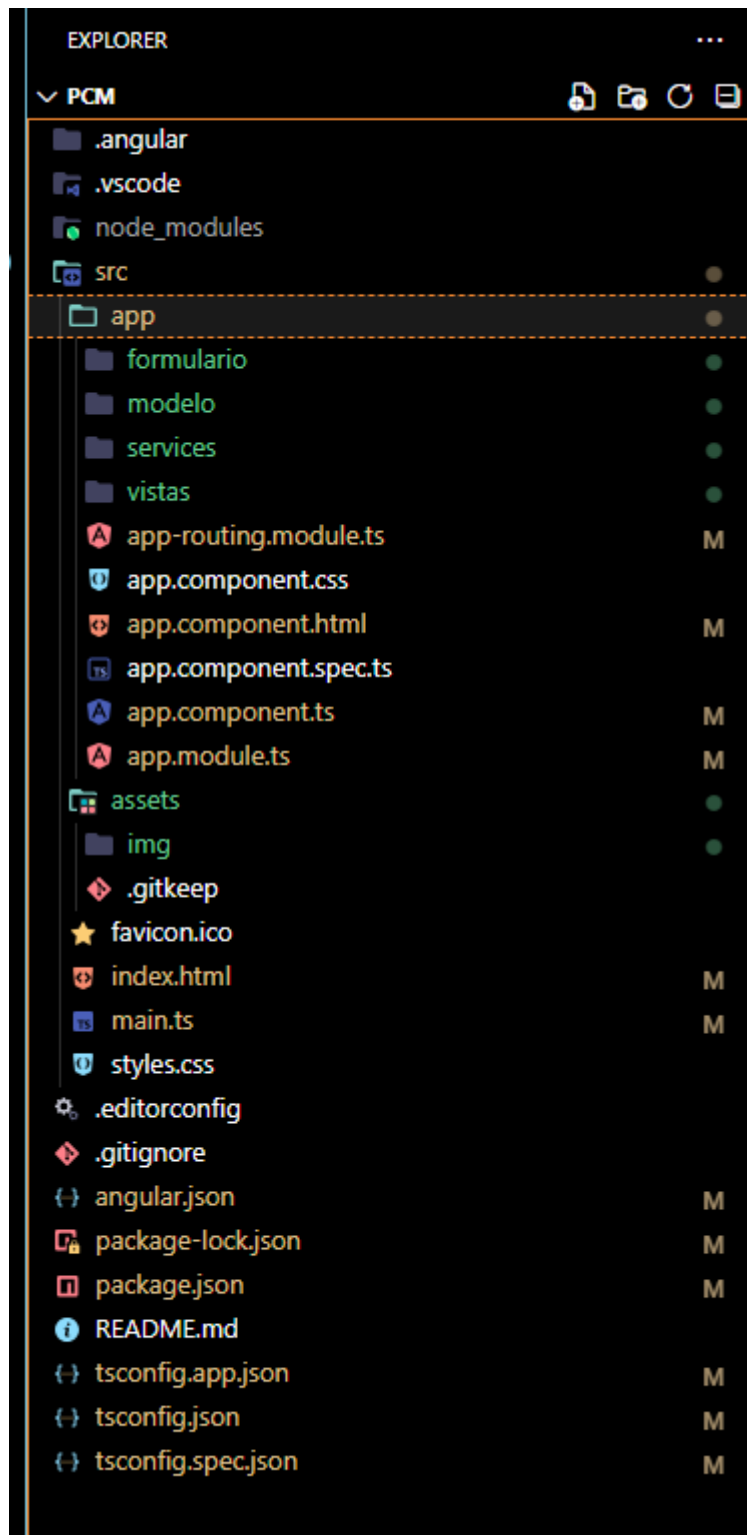 EXPLORER
PCM
.angular
.vscode
node_modules
src
app
formulario
modelo
services
vistas
app-routing.module.ts M
app.component.css
app.component.html M
app.component.spec.ts
app.component.ts M
app.module.ts M
assets
img
.gitkeep
favicon.ico
index.html M
main.ts M
styles.css
.editorconfig
.gitignore
angular.json M
package-lock.json M
package.json M
README.md
tsconfig.app.json M
tsconfig.json M
tsconfig.spec.json M